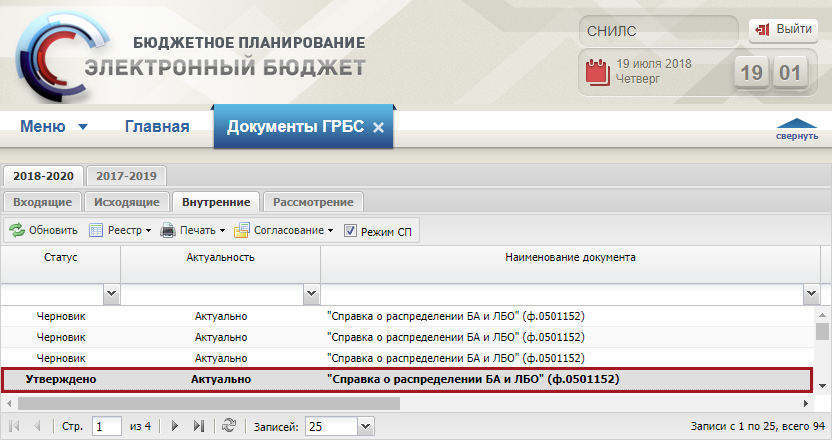 БЮДЖЕТНОЕ ПЛАНИРОВАНИЕ
ЭЛЕКТРОННЫЙ БЮДЖЕТ
СНИЛС
Выйти
19 июля 2018
Четверг
19 01
Меню Главная Документы ГРБС
свернуть
2018-2020 2017-2019
Входящие Исходящие Внутренние Рассмотрение
Обновить Реестр Печать Согласование Режим СП
Статус Актуальность Наименование документа
Черновик Актуально "Справка о распределении БА и ЛБО" (ф.0501152)
Черновик Актуально "Справка о распределении БА и ЛБО" (ф.0501152)
Черновик Актуально "Справка о распределении БА и ЛБО" (ф.0501152)
Утверждено Актуально "Справка о распределении БА и ЛБО" (ф.0501152)
Стр. 1 из 4 Записей: 25 Записи с 1 по 25, всего 94